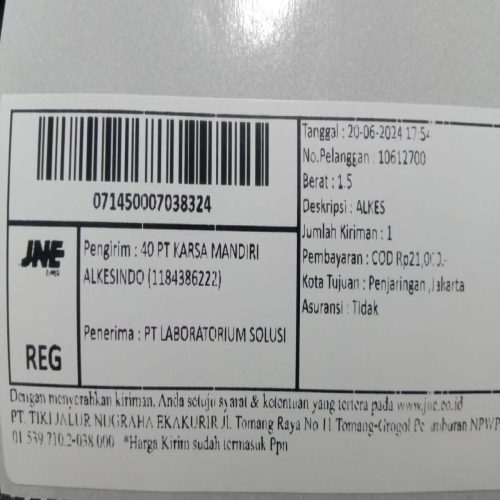 071450007038324
JNE
REG
Pengirim : 40 PT KARSA MANDIRI
ALKESINDO (1184386222)
Penerima : PT LABORATORIUM SOLUSI
Tanggal : 20-06-2024 17:54
No.Pelanggan : 10612700
Berat : 1.5
Deskripsi : ALKES
Jumlah Kiriman : 1
Pembayaran : COD Rp21,000,-
Kota Tujuan : Penjaringan ,Jakarta
Asuransi : Tidak
Dengan menyerahkan kiriman, Anda setuju syarat & ketentuan yang tertera pada www.jne.co.id
PT. TIKI JALUR NUGRAHA EKAKURIR Jl. Tomang Raya No 11 Tomang-Grogol NPWP
01.539.710.2-038.000 *Harga Kirim sudah termasuk Ppn